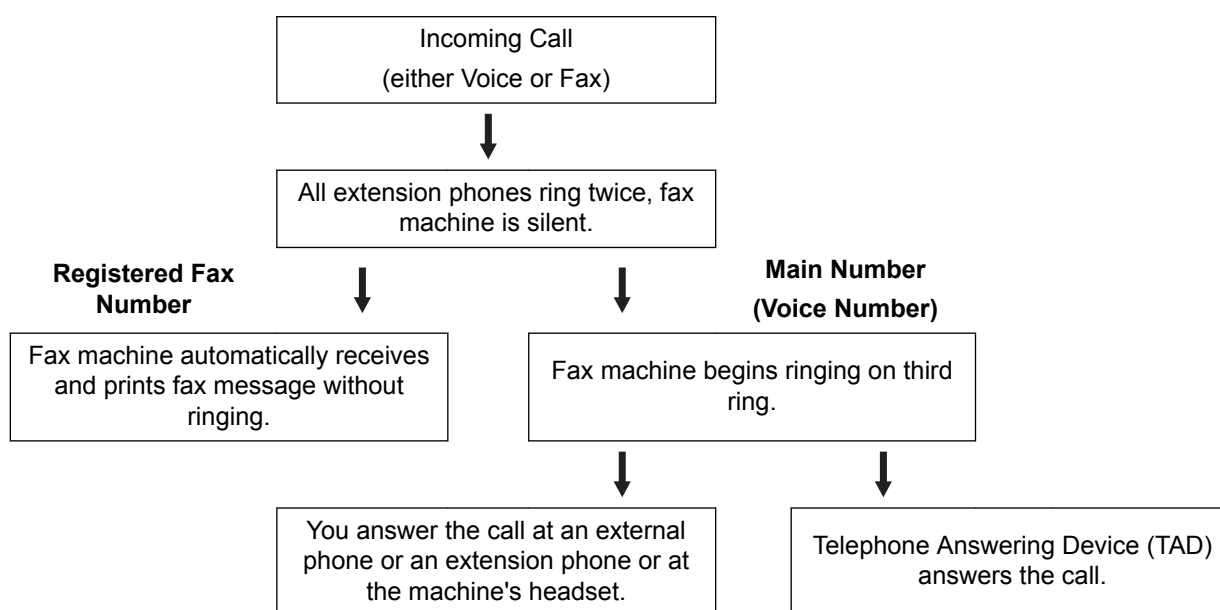 Incoming Call
(either Voice or Fax)
All extension phones ring twice, fax
machine is silent.
Registered Fax
Number
Main Number
(Voice Number)
Fax machine automatically receives
and prints fax message without
ringing.
Fax machine begins ringing on third
ring.
You answer the call at an external
phone or an extension phone or at
the machine's headset.
Telephone Answering Device (TAD)
answers the call.